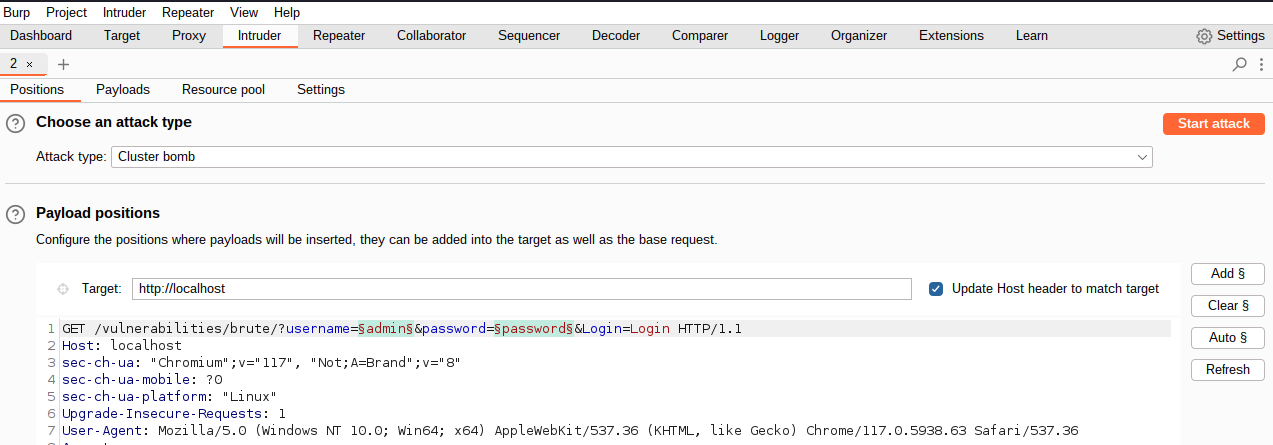 Burp Project Intruder Repeater View Help
Dashboard Target Proxy Intruder Repeater Collaborator Sequencer Decoder Comparer Logger Organizer Extensions Learn Settings
2 × +
Positions Payloads Resource pool Settings
? Choose an attack type Start attack
Attack type: Cluster bomb
? Payload positions
Configure the positions where payloads will be inserted, they can be added into the target as well as the base request.
Add §
Target: http://localhost Update Host header to match target
Clear §
1 GET /vulnerabilities/brute/?username=§admin§&password=§password§&Login=Login HTTP/1.1
Auto §
2 Host: localhost
3 sec-ch-ua: "Chromium";v="117", "Not;A=Brand";v="8"
Refresh
4 sec-ch-ua-mobile: ?0
5 sec-ch-ua-platform: "Linux"
6 Upgrade-Insecure-Requests: 1
7 User-Agent: Mozilla/5.0 (Windows NT 10.0; Win64; x64) AppleWebKit/537.36 (KHTML, like Gecko) Chrome/117.0.5938.63 Safari/537.36